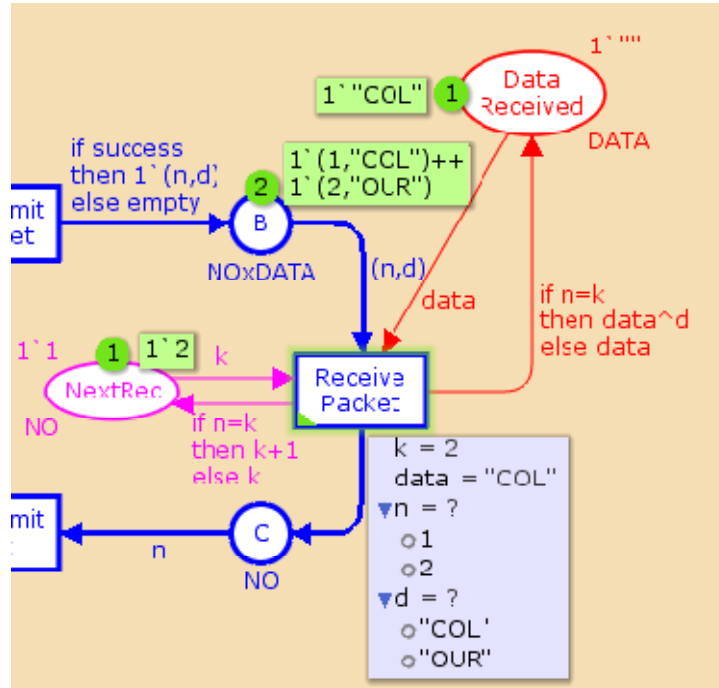 1`""
Data
Received
1`"COL"
1
DATA
if success
then 1`(n,d)
else empty
1`(1,"COL")++
1`(2,"OUR")
2
mit
et
B
NOxDATA
(n,d)
data
if n=k
then data^d
else data
1`1
1
1`2
k
NextRec
NO
Receive
Packet
if n=k
then k+1
else k
k = 2
data = "COL"
n = ?
1
2
d = ?
"COL'
"OUR"
mit
n
C
NO